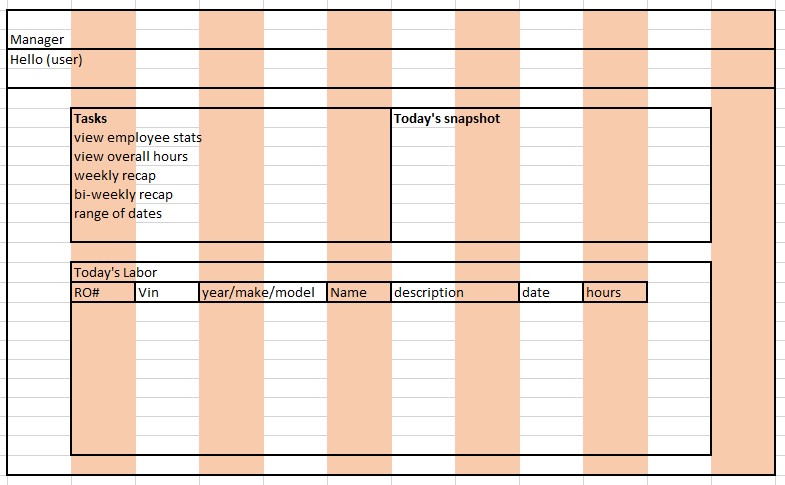 Manager
Hello (user)
Tasks
view employee stats
view overall hours
weekly recap
bi-weekly recap
range of dates
Today's snapshot
Today's Labor
RO# Vin year/make/model Name description date hours